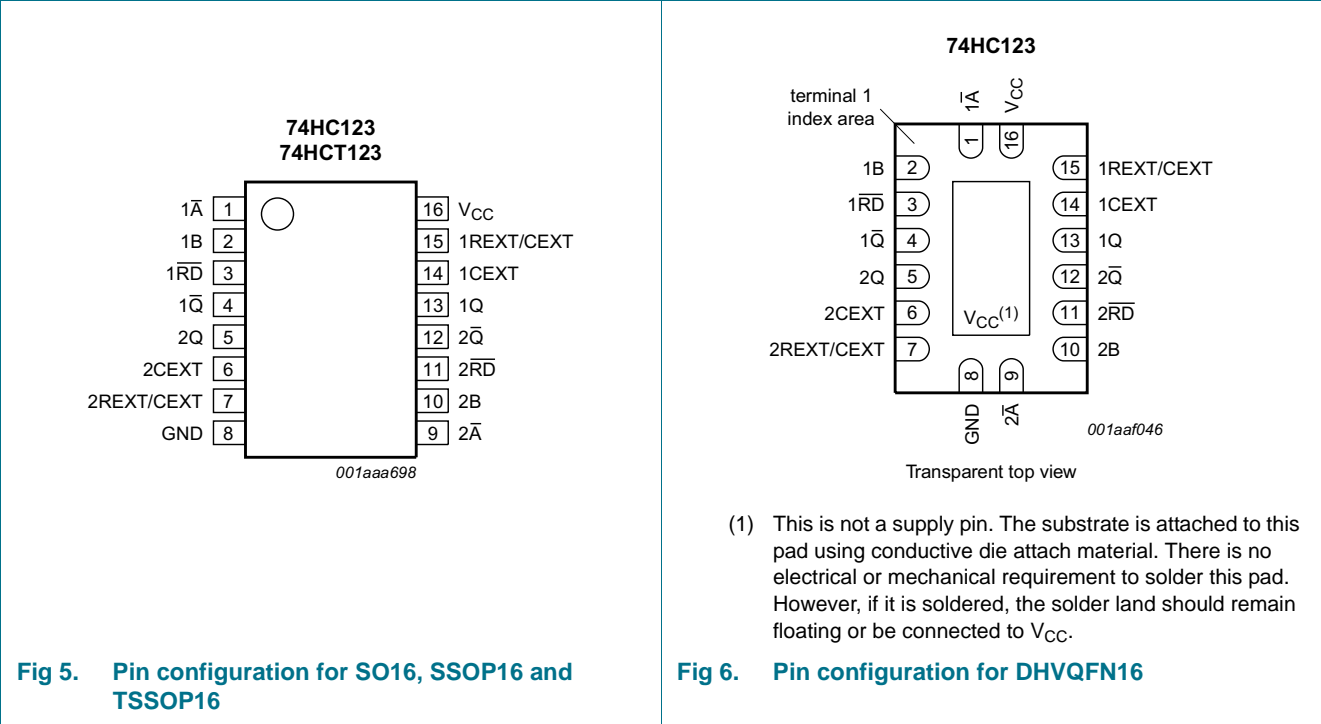 74HC123
74HCT123
1A̅ 1
1B 2
1R̅D̅ 3
1Q̅ 4
2Q 5
2CEXT 6
2REXT/CEXT 7
GND 8
16 VCC
15 1REXT/CEXT
14 1CEXT
13 1Q
12 2Q̅
11 2R̅D̅
10 2B
9 2A̅
001aaa698
Fig 5. Pin configuration for SO16, SSOP16 and
TSSOP16
74HC123
terminal 1
index area
1A̅
VCC
1
16
1B 2
1R̅D̅ 3
1Q̅ 4
2Q 5
2CEXT 6
2REXT/CEXT 7
15 1REXT/CEXT
14 1CEXT
13 1Q
12 2Q̅
11 2R̅D̅
10 2B
VCC(1)
8
9
GND
2A̅
001aaf046
Transparent top view
(1) This is not a supply pin. The substrate is attached to this
pad using conductive die attach material. There is no
electrical or mechanical requirement to solder this pad.
However, if it is soldered, the solder land should remain
floating or be connected to VCC.
Fig 6. Pin configuration for DHVQFN16